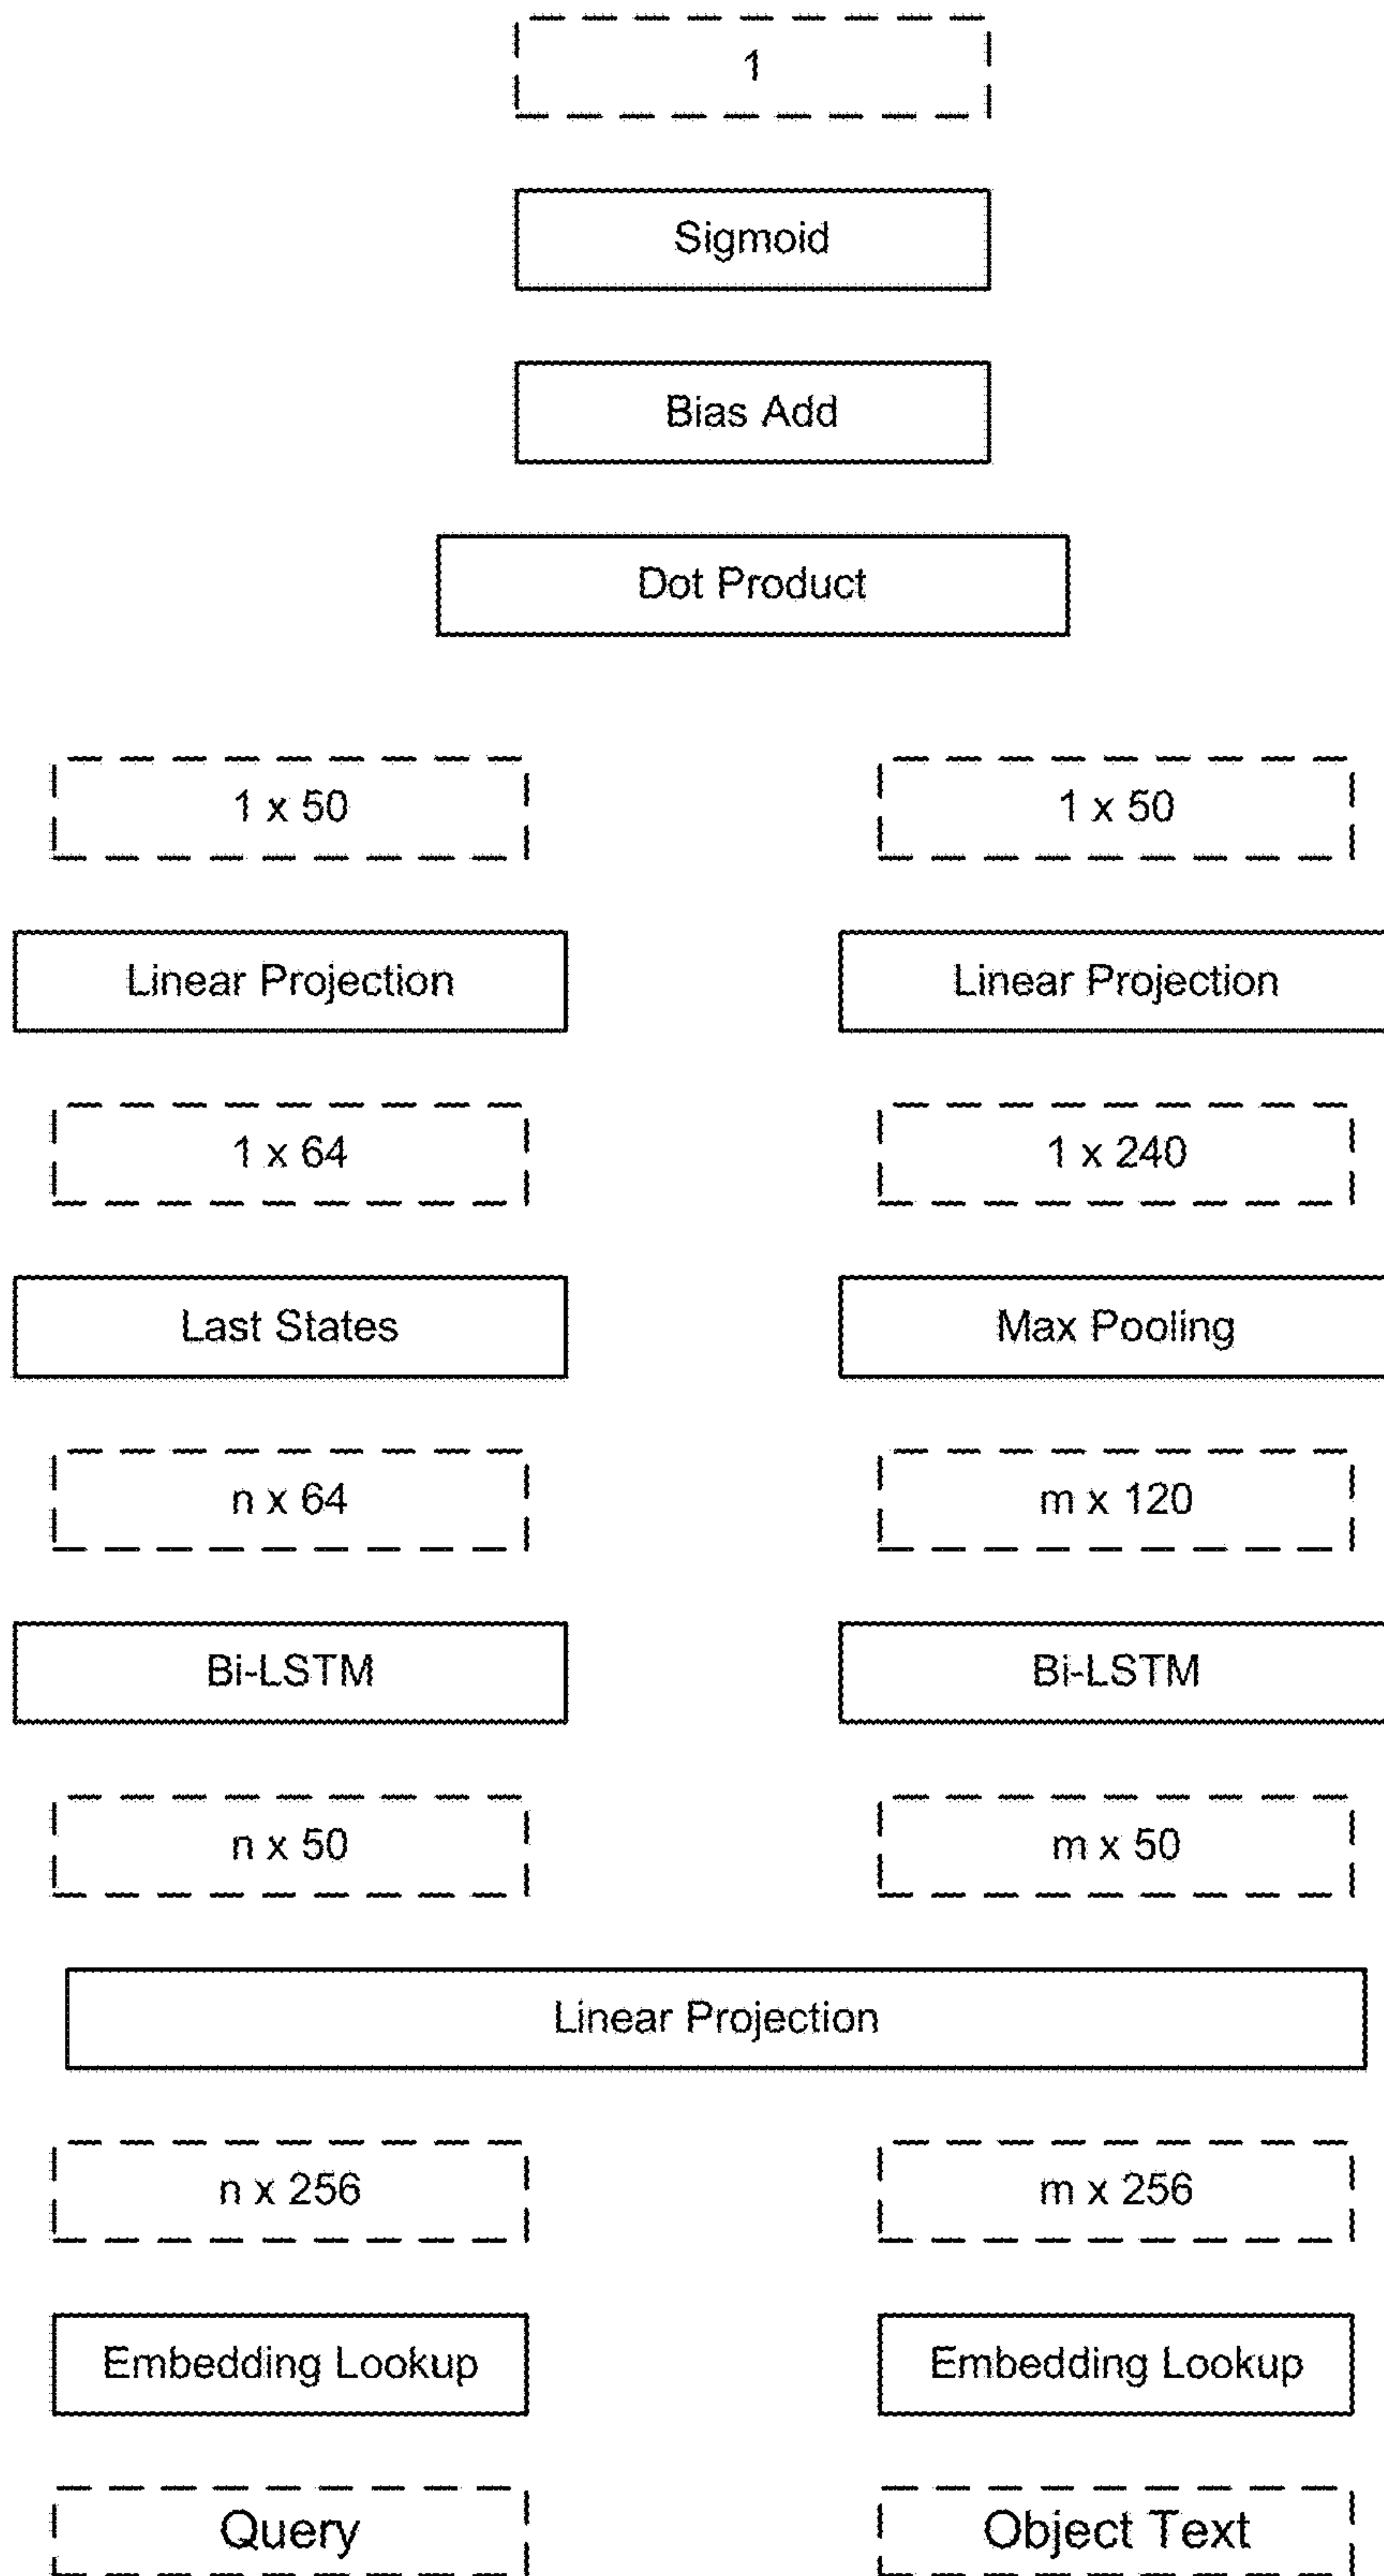 1
Sigmoid
Bias Add
Dot Product
1 x 50
1 x 50
Linear Projection
Linear Projection
1 x 64
1 x 240
Last States
Max Pooling
n x 64
m x 120
Bi-LSTM
Bi-LSTM
n x 50
m x 50
Linear Projection
n x 256
m x 256
Embedding Lookup
Embedding Lookup
Query
Object Text